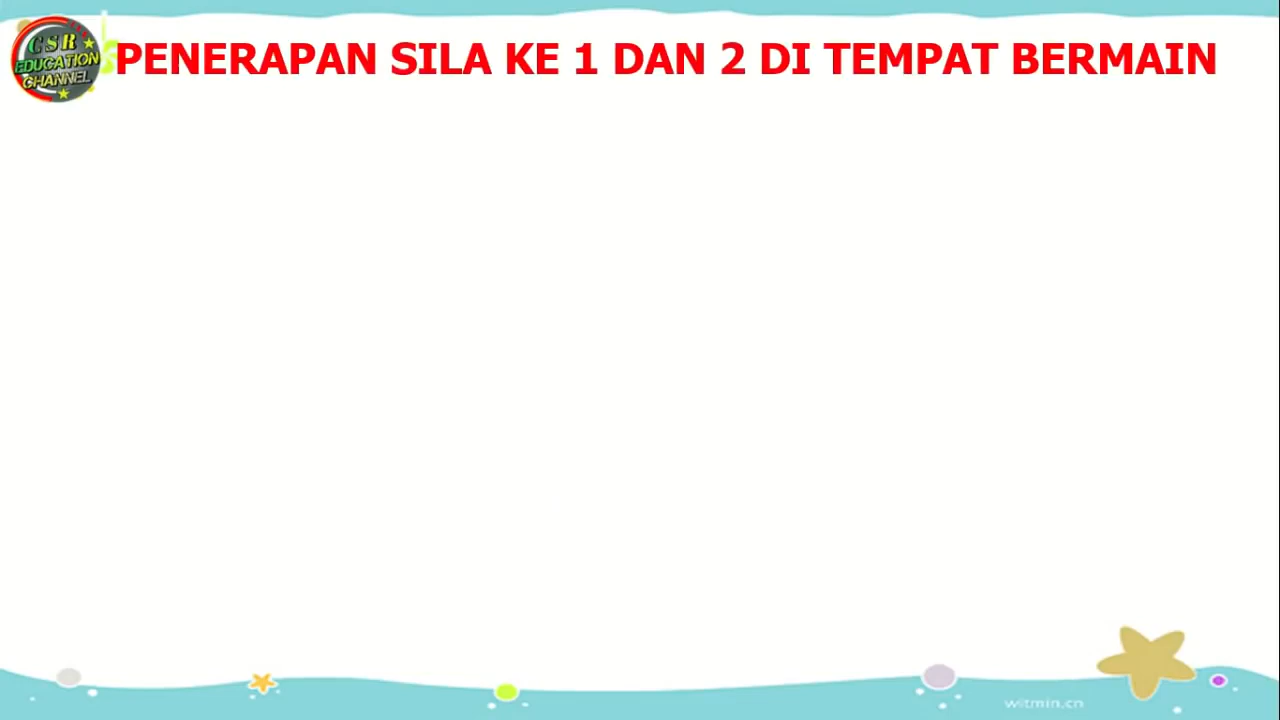 PENERAPAN SILA KE 1 DAN 2 DI TEMPAT BERMAIN
CSR
EDUCATION
CHANNEL
witmin.cn